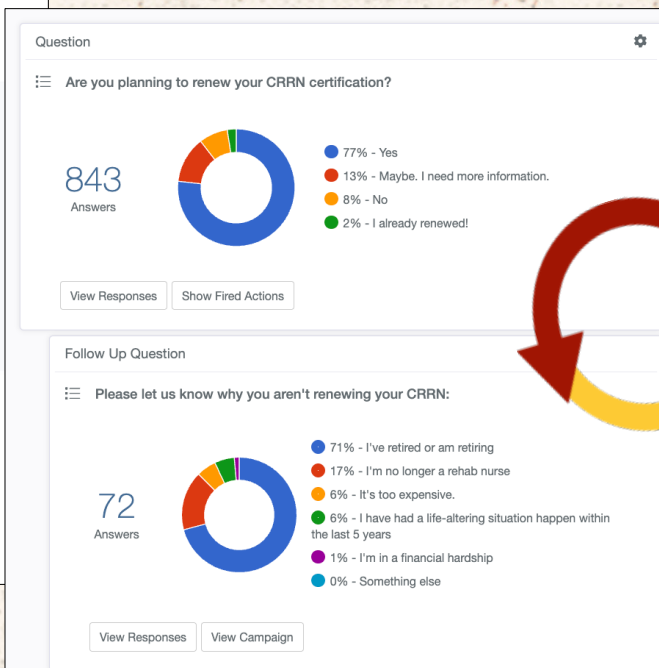 Question
Are you planning to renew your CRRN certification?
843
Answers
77% - Yes
13% - Maybe. I need more information.
8% - No
2% - I already renewed!
View Responses
Show Fired Actions
Follow Up Question
Please let us know why you aren't renewing your CRRN:
72
Answers
71% - I've retired or am retiring
17% - I'm no longer a rehab nurse
6% - It's too expensive.
6% - I have had a life-altering situation happen within
the last 5 years
1% - I'm in a financial hardship
0% - Something else
View Responses
View Campaign